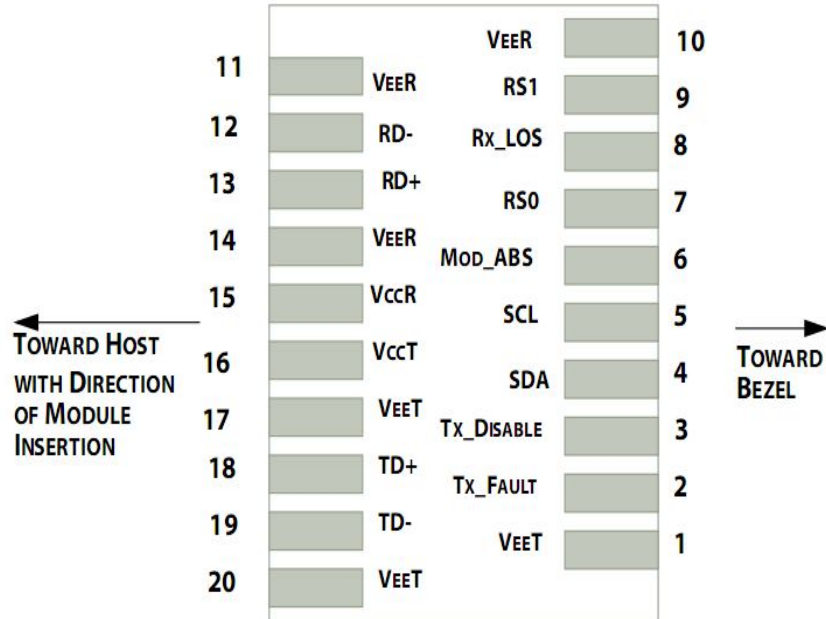 VEER 10
11 VEER
RS1 9
12 RD-
RX_LOS 8
13 RD+
RS0 7
14 VEER
MOD_ABS 6
15 VCCR
SCL 5
TOWARD HOST
WITH DIRECTION
OF MODULE
INSERTION
TOWARD
BEZEL
16 VCCT
SDA 4
17 VEET
TX_DISABLE 3
18 TD+
TX_FAULT 2
19 TD-
VEET 1
20 VEET